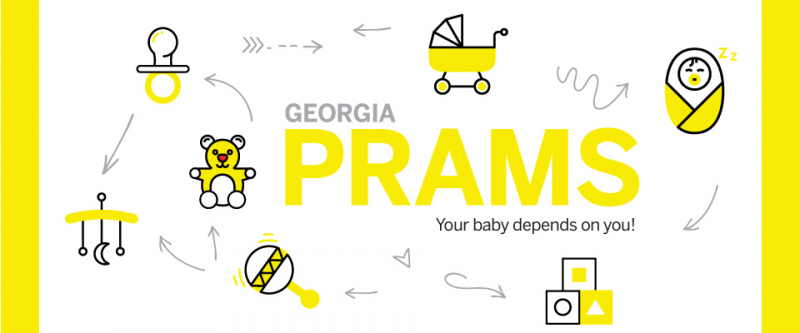 Z Z
GEORGIA
PRAMS
Your baby depends on you!